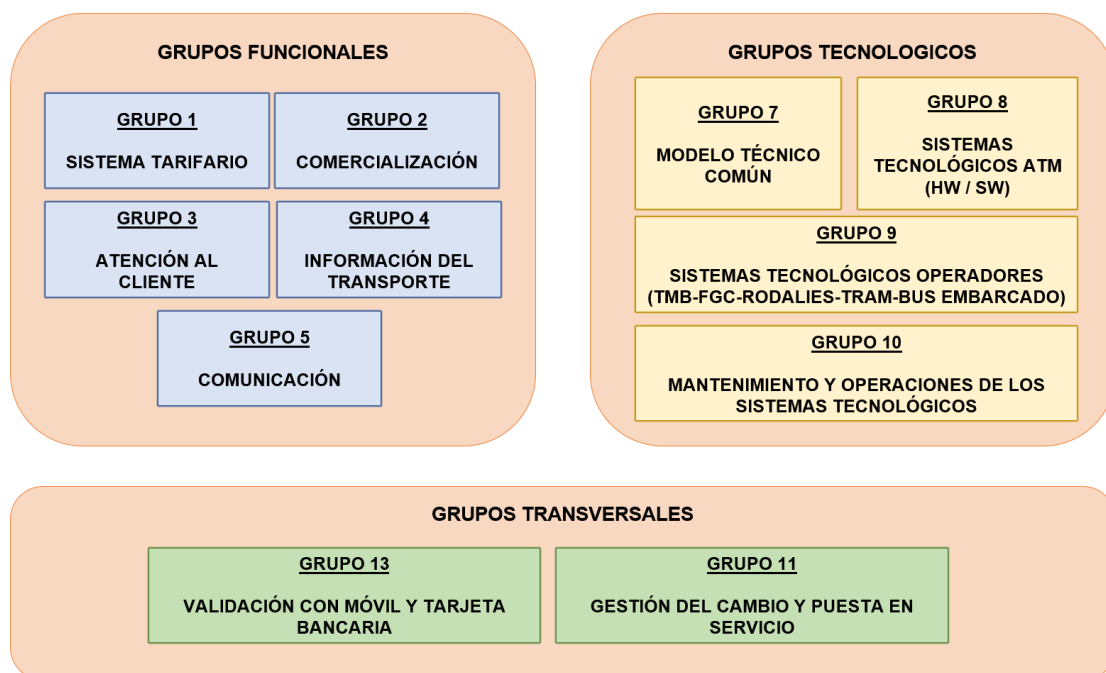 GRUPOS FUNCIONALES
GRUPO 1
SISTEMA TARIFARIO
GRUPO 2
COMERCIALIZACIÓN
GRUPO 3
ATENCIÓN AL
CLIENTE
GRUPO 4
INFORMACIÓN DEL
TRANSPORTE
GRUPO 5
COMUNICACIÓN
GRUPOS TECNOLOGICOS
GRUPO 7
MODELO TÉCNICO
COMÚN
GRUPO 8
SISTEMAS
TECNOLÓGICOS ATM
(HW / SW)
GRUPO 9
SISTEMAS TECNOLÓGICOS OPERADORES
(TMB-FGC-RODALIES-TRAM-BUS EMBARCADO)
GRUPO 10
MANTENIMIENTO Y OPERACIONES DE LOS
SISTEMAS TECNOLÓGICOS
GRUPOS TRANSVERSALES
GRUPO 13
VALIDACIÓN CON MÓVIL Y TARJETA
BANCARIA
GRUPO 11
GESTIÓN DEL CAMBIO Y PUESTA EN
SERVICIO